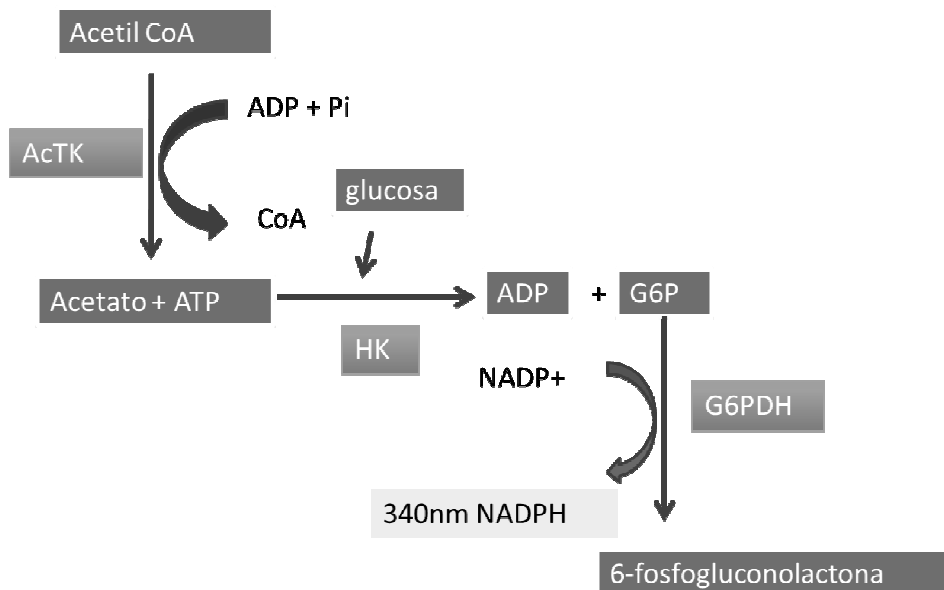 Acetil CoA
ADP + Pi
AcTK
glucosa
CoA
Acetato + ATP
ADP + G6P
HK
NADP+
G6PDH
340nm NADPH
6-fosfogluconolactona